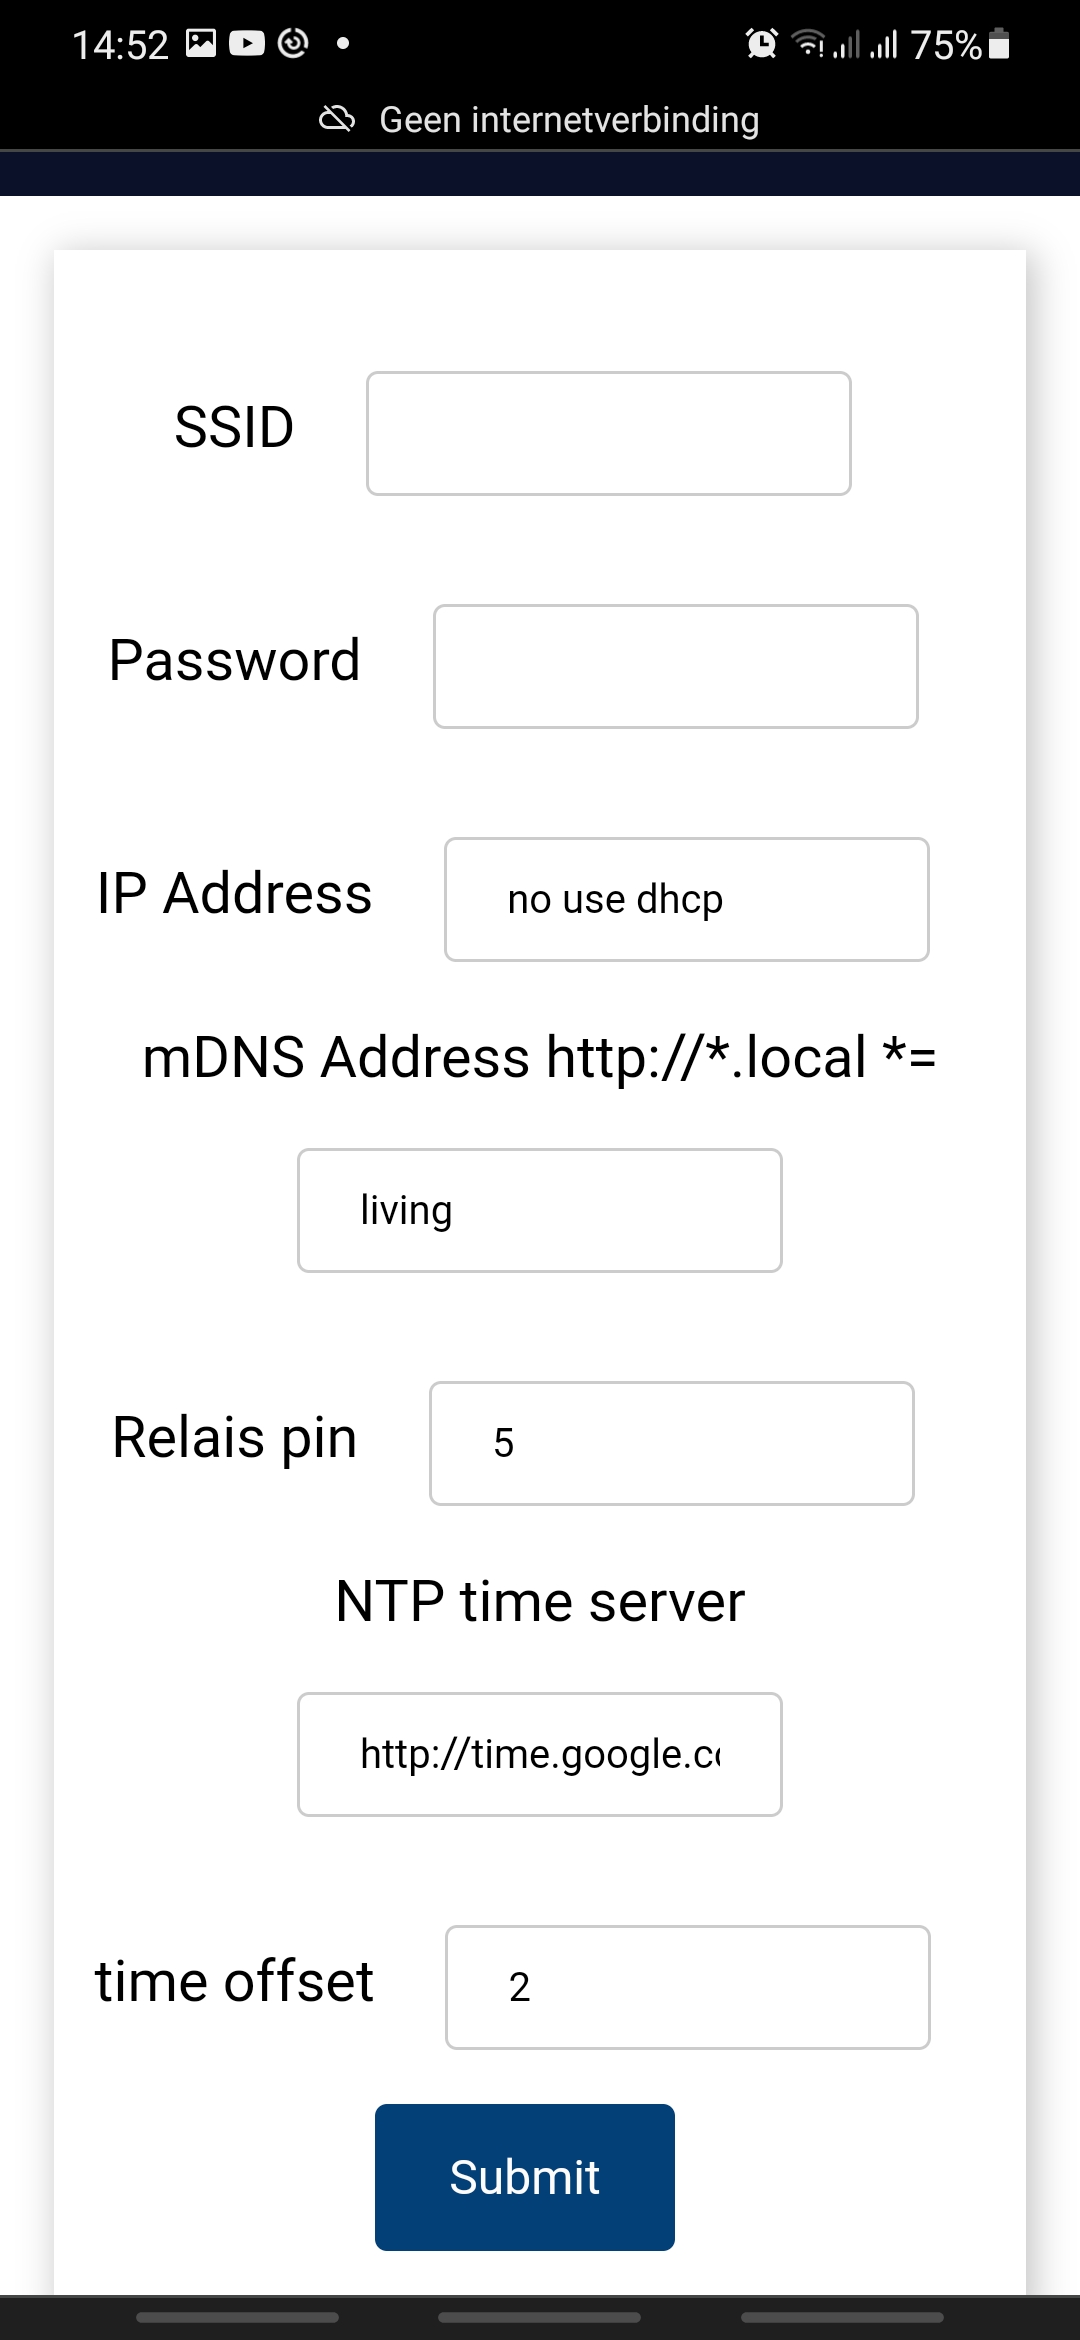 14:52
75%
Geen internetverbinding
SSID
Password
IP Address
no use dhcp
mDNS Address http://*.local *=
living
Relais pin
5
NTP time server
http://time.google.c
time offset
2
Submit